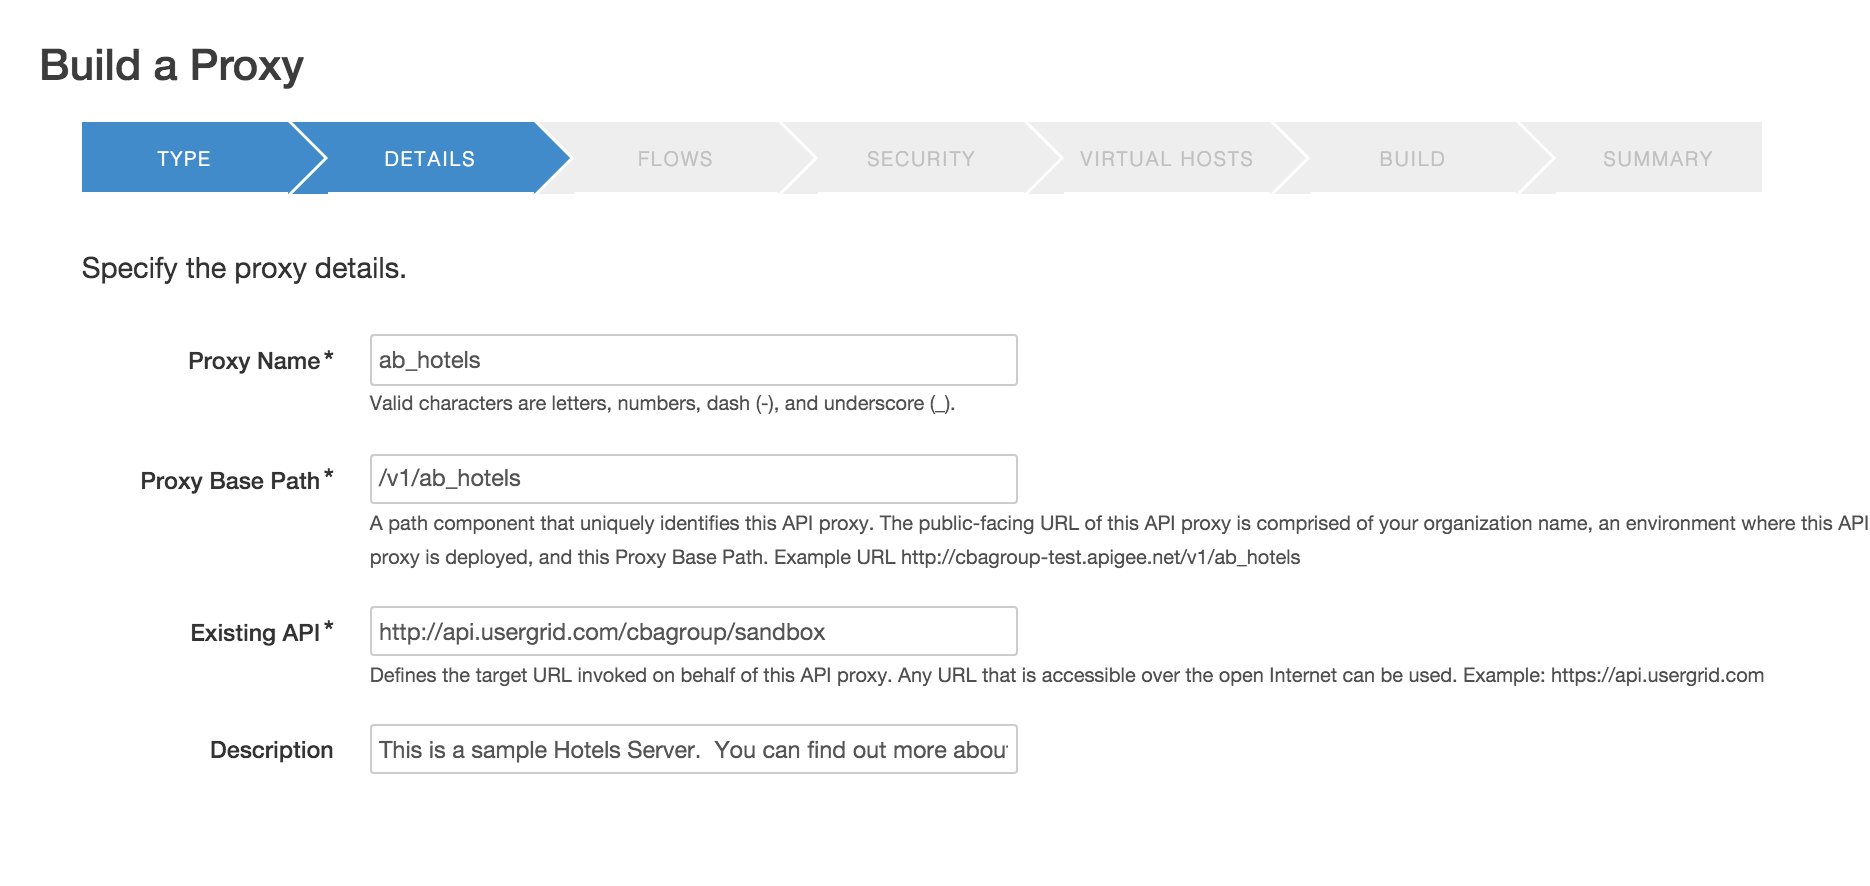 Build a Proxy
TYPE DETAILS FLOWS SECURITY VIRTUAL HOSTS BUILD SUMMARY
Specify the proxy details.
Proxy Name* ab_hotels
Valid characters are letters, numbers, dash (-), and underscore (_).
Proxy Base Path* /v1/ab_hotels
A path component that uniquely identifies this API proxy. The public-facing URL of this API proxy is comprised of your organization name, an environment where this API
proxy is deployed, and this Proxy Base Path. Example URL http://cbagroup-test.apigee.net/v1/ab_hotels
Existing API* http://api.usergrid.com/cbagroup/sandbox
Defines the target URL invoked on behalf of this API proxy. Any URL that is accessible over the open Internet can be used. Example: https://api.usergrid.com
Description This is a sample Hotels Server.  You can find out more abou